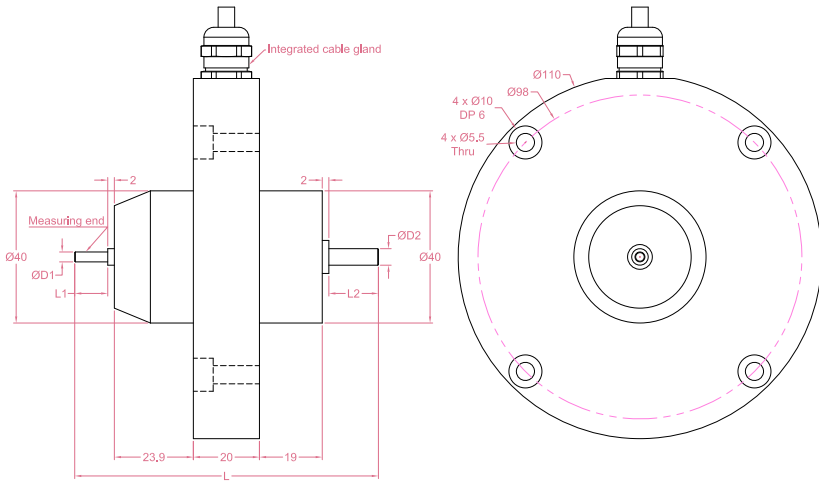 Integrated cable gland
Ø110
Ø98
4 x Ø10
DP 6
4 x Ø5.5
Thru
2
2
Measuring end
ØD2
Ø40
Ø40
ØD1
L1
L2
23.9
20
19
L